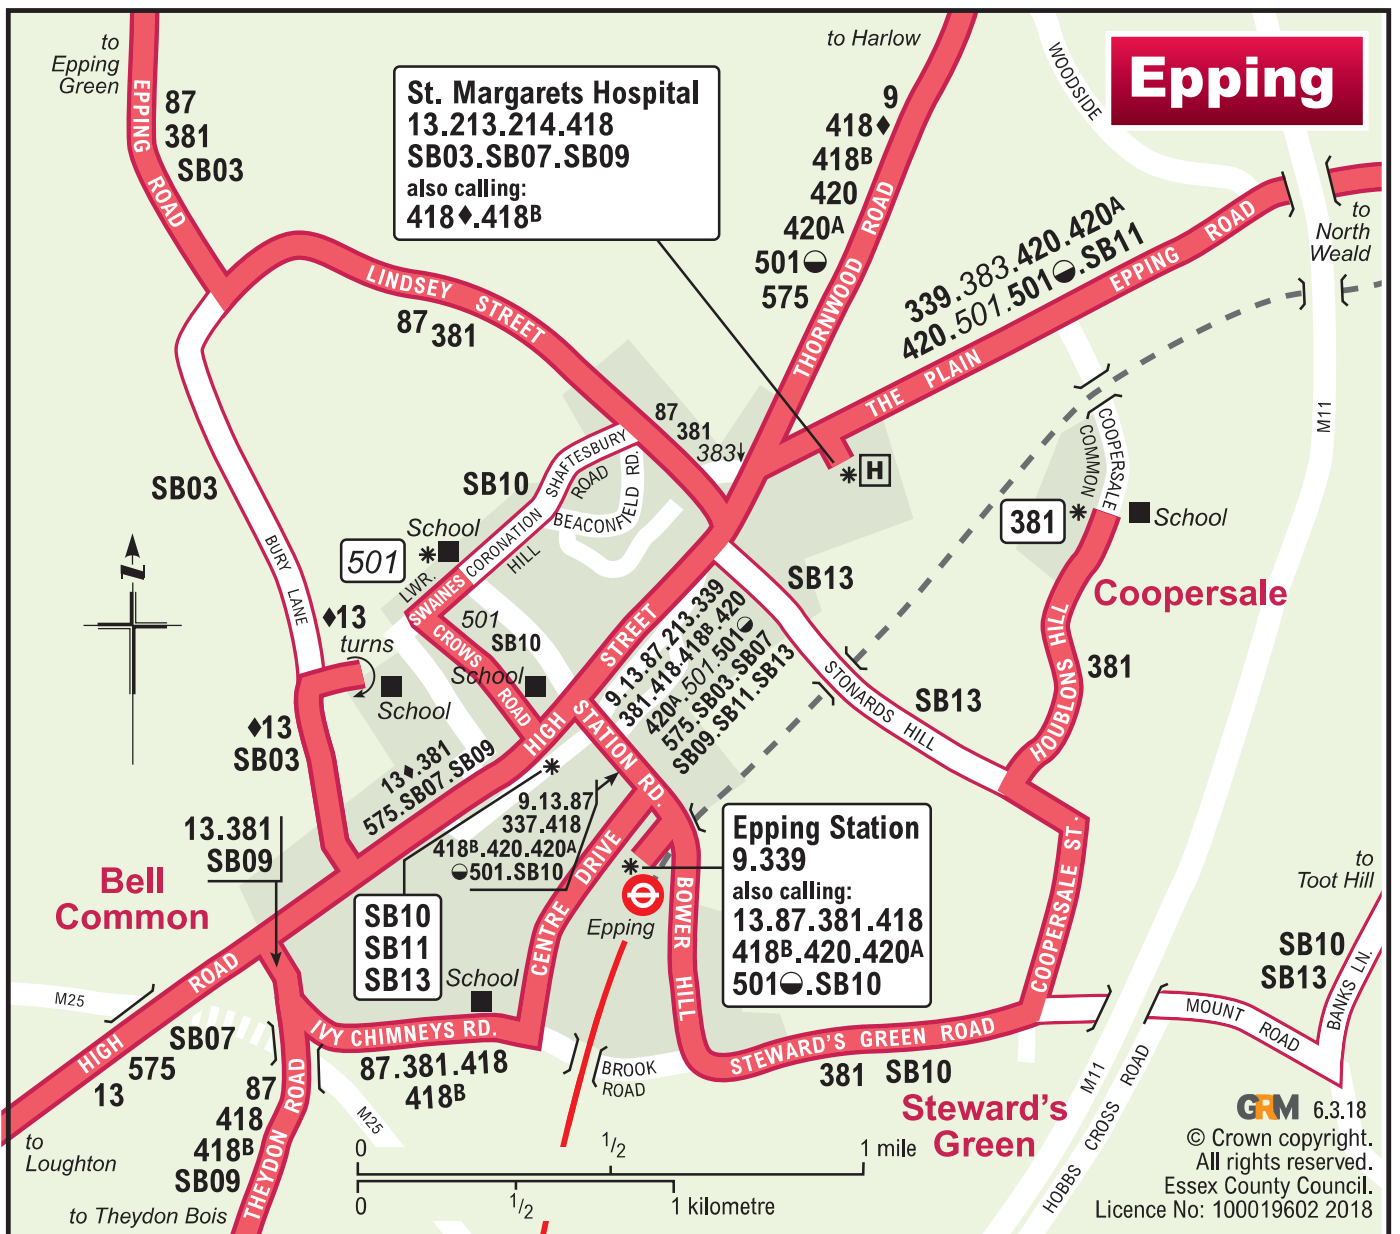 Epping
to
Epping
Green
EPPING ROAD
87
381
SB03
St. Margarets Hospital
13.213.214.418
SB03.SB07.SB09
also calling:
418♦.418B
to Harlow
9
418♦
418B
420
420A
501◒
575
THORNWOOD ROAD
WOODSIDE
339.383.420.420A
420.501.501◒.SB11
THE PLAIN
EPPING ROAD
to
North
Weald
M11
LINDSEY STREET
87 381
87
381
383↓
H
SB03
BURY LANE
SB10
SHAFTESBURY
ROAD
BEACONFIELD RD.
CORONATION
HILL
School
501
LWR.
SWAINES
CROWS
ROAD
501
SB10
School
♦13
turns
School
♦13
SB03
COOPERSALE
COMMON
381
School
Coopersale
HOUBLONS HILL
381
SB13
STONARDS HILL
SB13
HIGH STREET
9.13.87.213.339
381.418.418B.420
420A.501.501◒
575.SB03.SB07
SB09.SB11.SB13
STATION RD.
13♦.381
575.SB07.SB09
9.13.87
337.418
418B.420.420A
◒501.SB10
13.381
SB09
Bell
Common
SB10
SB11
SB13
Epping Station
9.339
also calling:
13.87.381.418
418B.420.420A
501◒.SB10
Epping
CENTRE DRIVE
BOWER HILL
School
COOPERSALE ST.
to
Toot Hill
SB10
SB13
BANKS LN.
MOUNT ROAD
M25
HIGH ROAD
SB07
575
13
IVY CHIMNEYS RD.
87.381.418
418B
BROOK
ROAD
STEWARD'S GREEN ROAD
381 SB10
Steward's
Green
M11
HOBBS CROSS ROAD
M25
87
418
418B
SB09
THEYDON ROAD
to
Loughton
to Theydon Bois
0 1/2 1 mile
0 1/2 1 kilometre
GRM 6.3.18
© Crown copyright.
All rights reserved.
Essex County Council.
Licence No: 100019602 2018